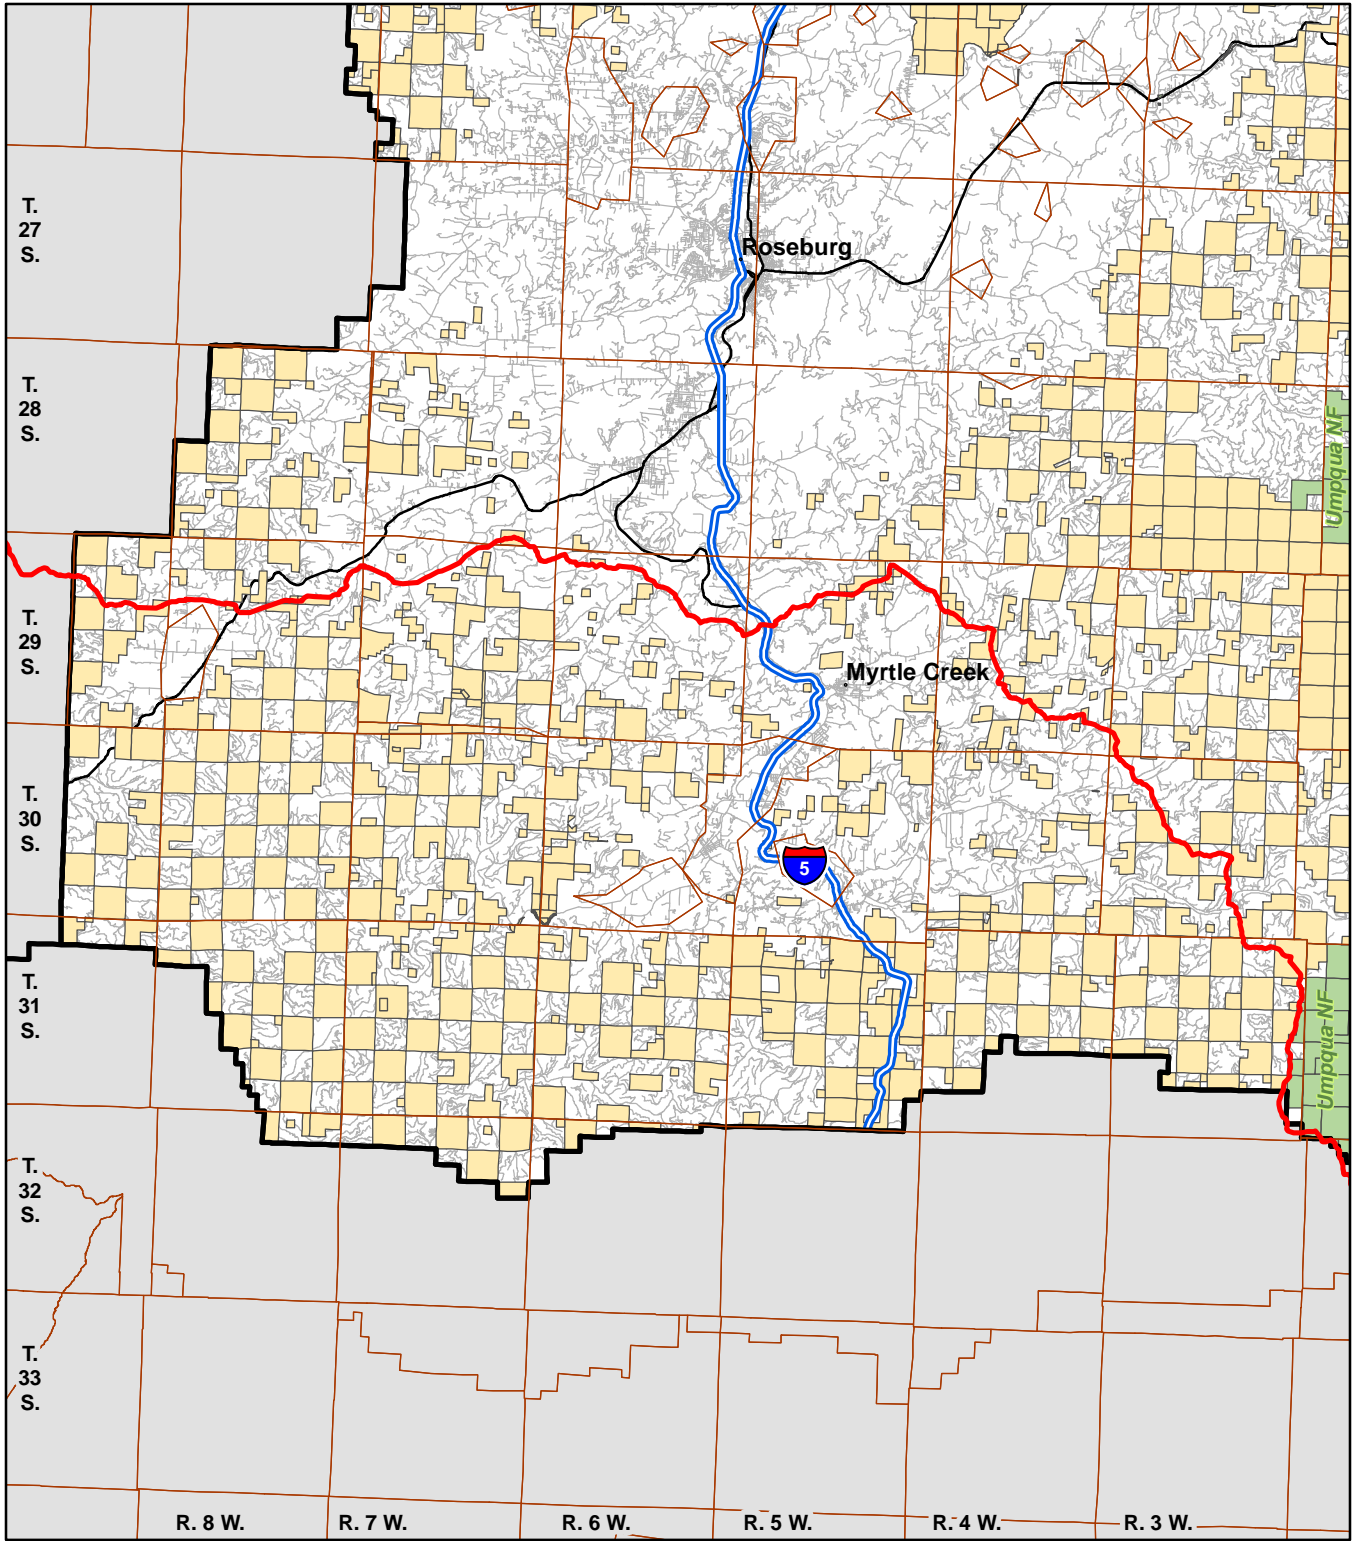 T.
27
S.
Roseburg
T.
28
S.
Umpqua NF
T.
29
S.
Myrtle Creek
T.
30
S.
5
T.
31
S.
Umpqua NF
T.
32
S.
T.
33
S.
R. 8 W.
R. 7 W.
R. 6 W.
R. 5 W.
R. 4 W.
R. 3 W.